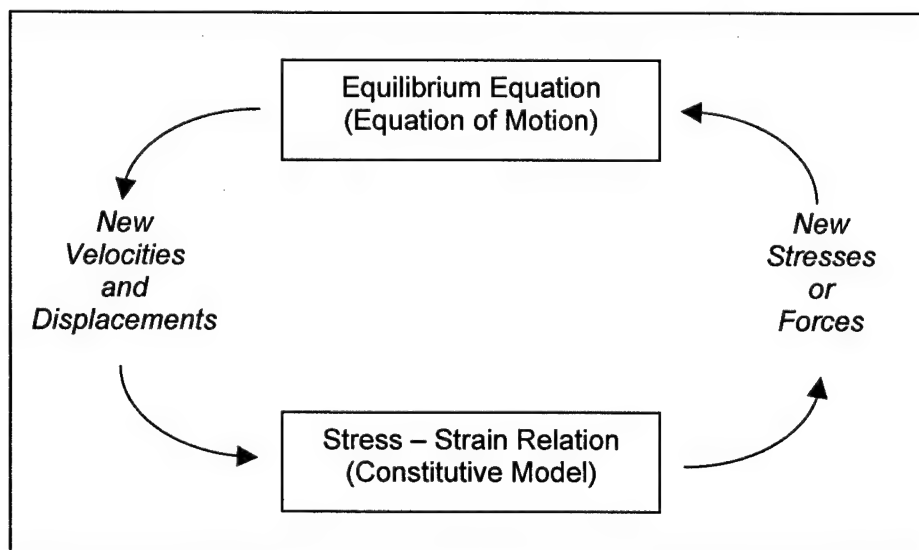 Equilibrium Equation
(Equation of Motion)
New
Velocities
and
Displacements
New
Stresses
or
Forces
Stress – Strain Relation
(Constitutive Model)